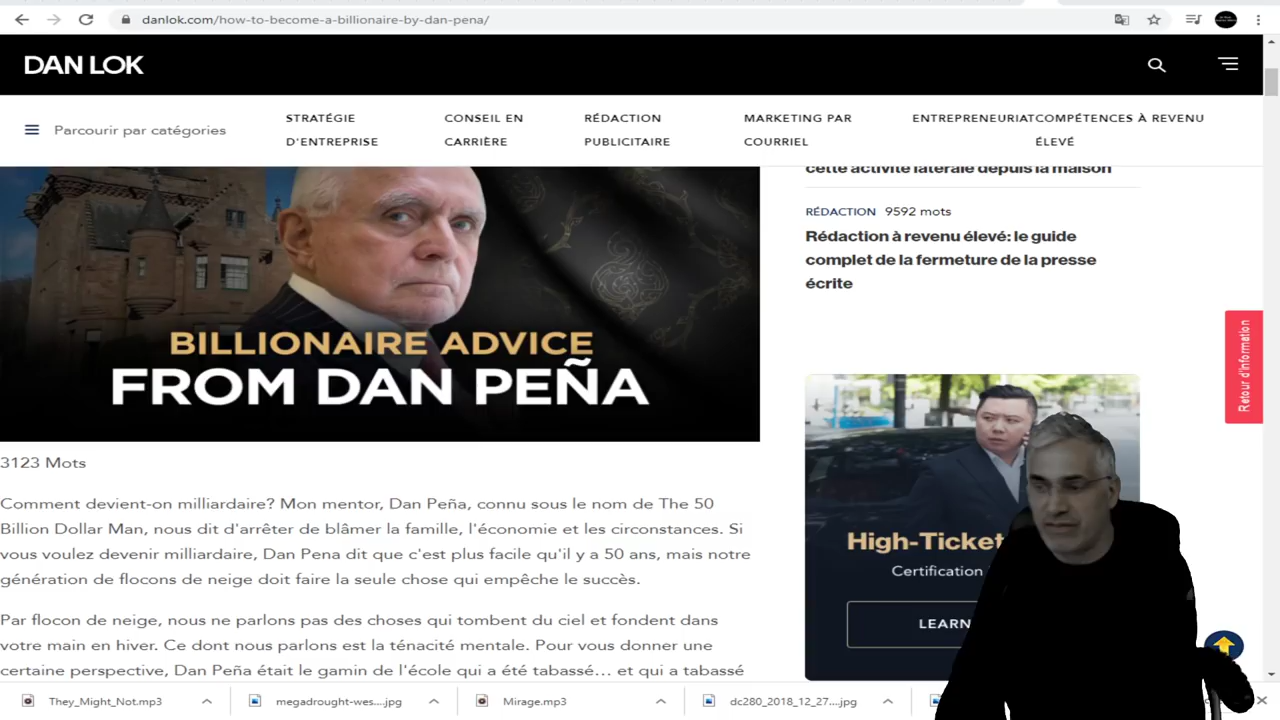 danlok.com/how-to-become-a-billionaire-by-dan-pena/
DAN LOK
Parcourir par catégories
STRATÉGIE
D'ENTREPRISE
CONSEIL EN
CARRIÈRE
RÉDACTION
PUBLICITAIRE
MARKETING PAR
COURRIEL
ENTREPRENEURIATCOMPÉTENCES À REVENU
ÉLEVÉ
BILLIONAIRE ADVICE
FROM DAN PEÑA
3123 Mots
Comment devient-on milliardaire? Mon mentor, Dan Peña, connu sous le nom de The 50
Billion Dollar Man, nous dit d'arrêter de blâmer la famille, l'économie et les circonstances. Si
vous voulez devenir milliardaire, Dan Pena dit que c'est plus facile qu'il y a 50 ans, mais notre
génération de flocons de neige doit faire la seule chose qui empêche le succès.
Par flocon de neige, nous ne parlons pas des choses qui tombent du ciel et fondent dans
votre main en hiver. Ce dont nous parlons est la ténacité mentale. Pour vous donner une
certaine perspective, Dan Peña était le gamin de l'école qui a été tabassé... et qui a tabassé
cette activité latérale depuis la maison
RÉDACTION 9592 mots
Rédaction à revenu élevé: le guide
complet de la fermeture de la presse
écrite
Retour d'information
High-Ticket
Certification
LEARN
They_Might_Not.mp3
megadrought-wes....jpg
Mirage.mp3
dc280_2018_12_27....jpg